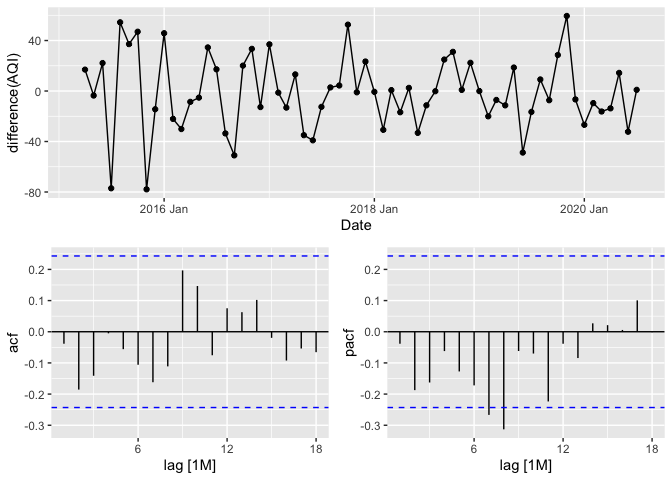 difference(AQI)
40
0
-40
-80
2016 Jan
2018 Jan
2020 Jan
Date
acf
0.2
0.1
0.0
-0.1
-0.2
-0.3
6
12
18
lag [1M]
pacf
0.2
0.1
0.0
-0.1
-0.2
-0.3
6
12
18
lag [1M]